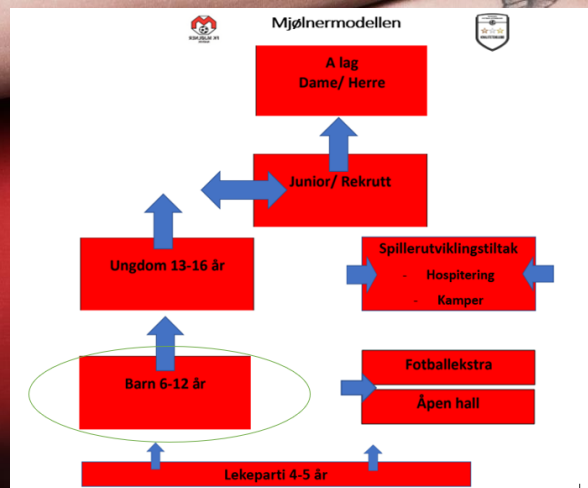 Mjølnermodellen
A lag
Dame/ Herre
Junior/ Rekrutt
Ungdom 13-16 år
Spillerutviklingstiltak
- Hospitering
- Kamper
Barn 6-12 år
Fotballekstra
Åpen hall
Lekeparti 4-5 år